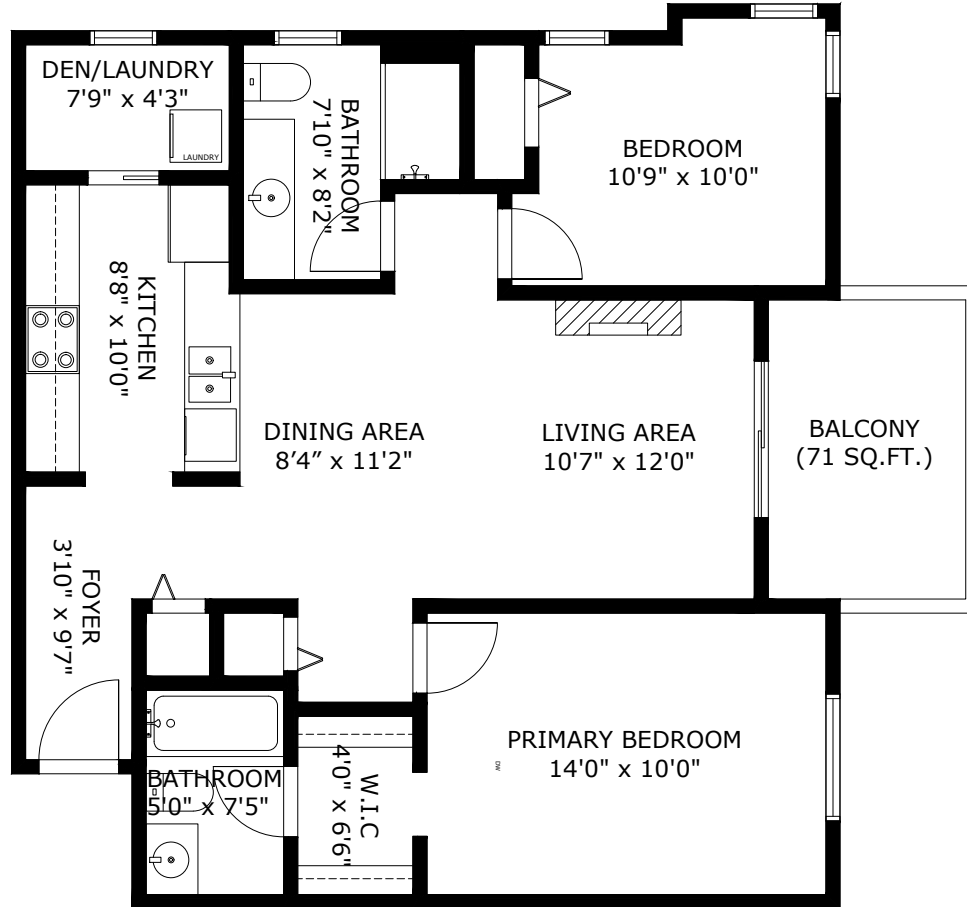 DEN/LAUNDRY
7'9" x 4'3"
LAUNDRY
BATHROOM
7'10" x 8'2"
BEDROOM
10'9" x 10'0"
KITCHEN
8'8" x 10'0"
DINING AREA
8’4” x 11’2"
LIVING AREA
10'7" x 12'0"
BALCONY
(71 SQ.FT.)
FOYER
3'10" x 9'7"
BATHROOM
5'0" x 7'5"
W.I.C
4'0" x 6'6"
PRIMARY BEDROOM
14'0" x 10'0"
DW